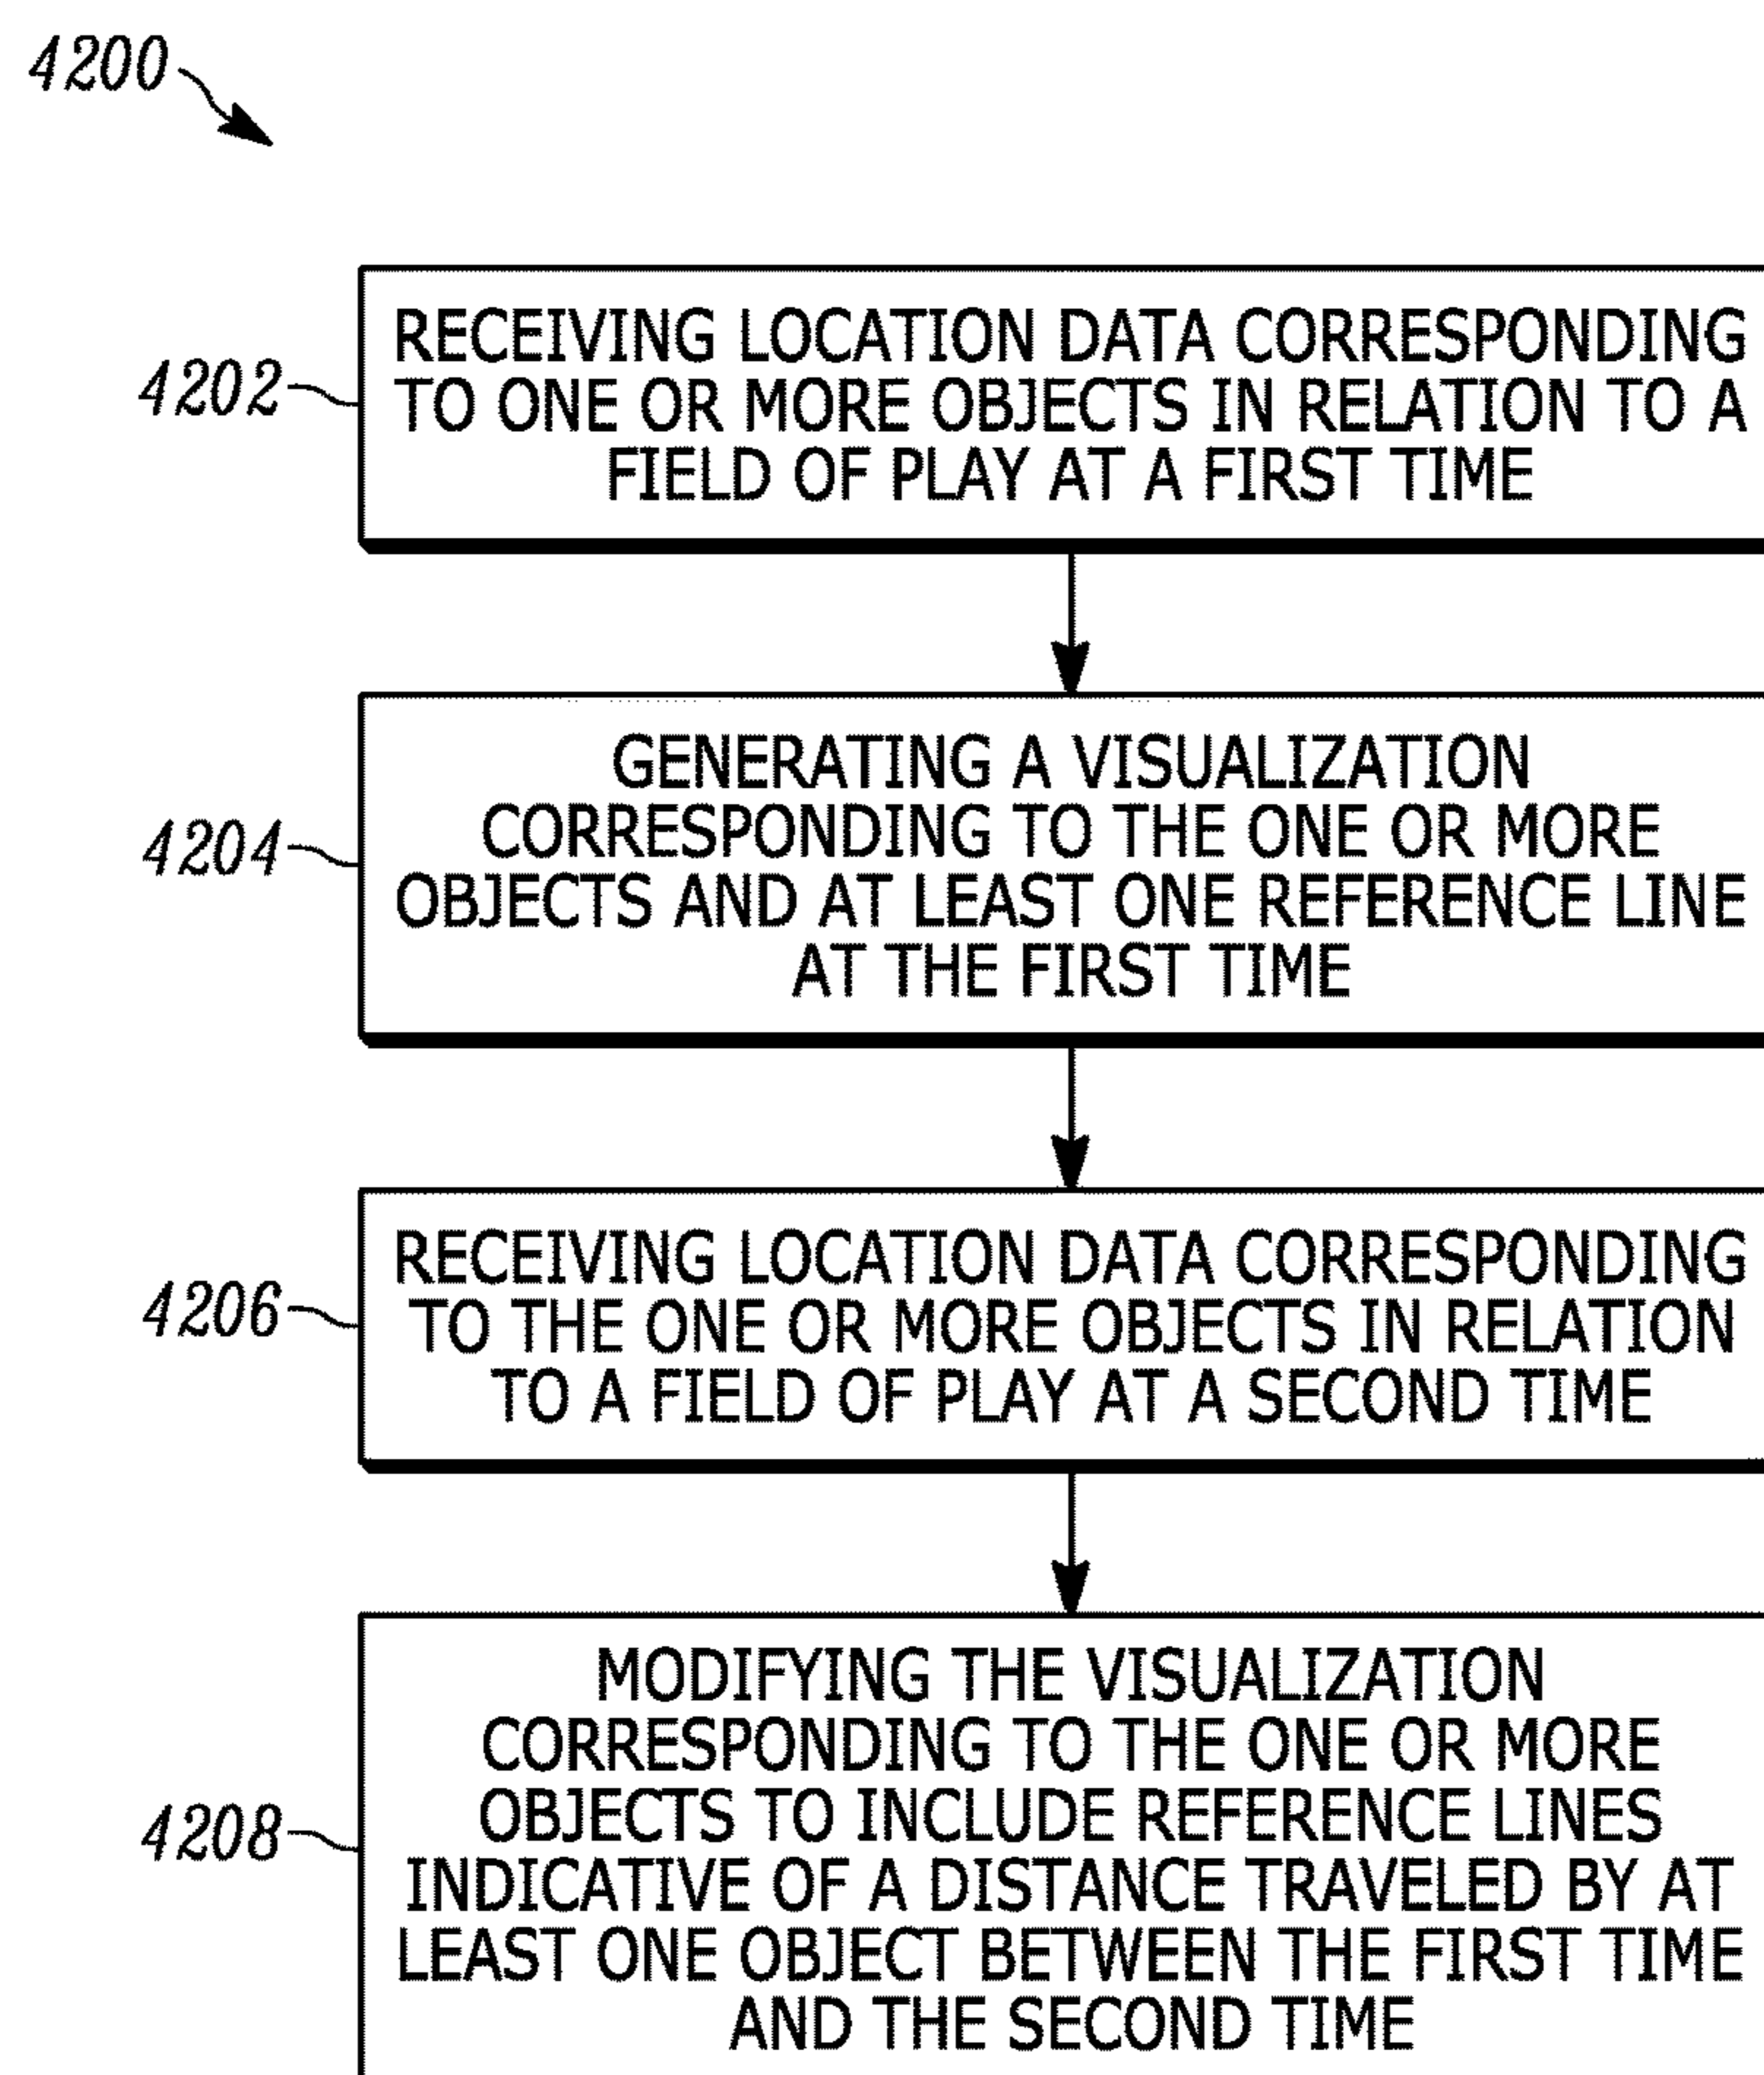 4200
4202
RECEIVING LOCATION DATA CORRESPONDING
TO ONE OR MORE OBJECTS IN RELATION TO A
FIELD OF PLAY AT A FIRST TIME
4204
GENERATING A VISUALIZATION
CORRESPONDING TO THE ONE OR MORE
OBJECTS AND AT LEAST ONE REFERENCE LINE
AT THE FIRST TIME
4206
RECEIVING LOCATION DATA CORRESPONDING
TO THE ONE OR MORE OBJECTS IN RELATION
TO A FIELD OF PLAY AT A SECOND TIME
4208
MODIFYING THE VISUALIZATION
CORRESPONDING TO THE ONE OR MORE
OBJECTS TO INCLUDE REFERENCE LINES
INDICATIVE OF A DISTANCE TRAVELED BY AT
LEAST ONE OBJECT BETWEEN THE FIRST TIME
AND THE SECOND TIME